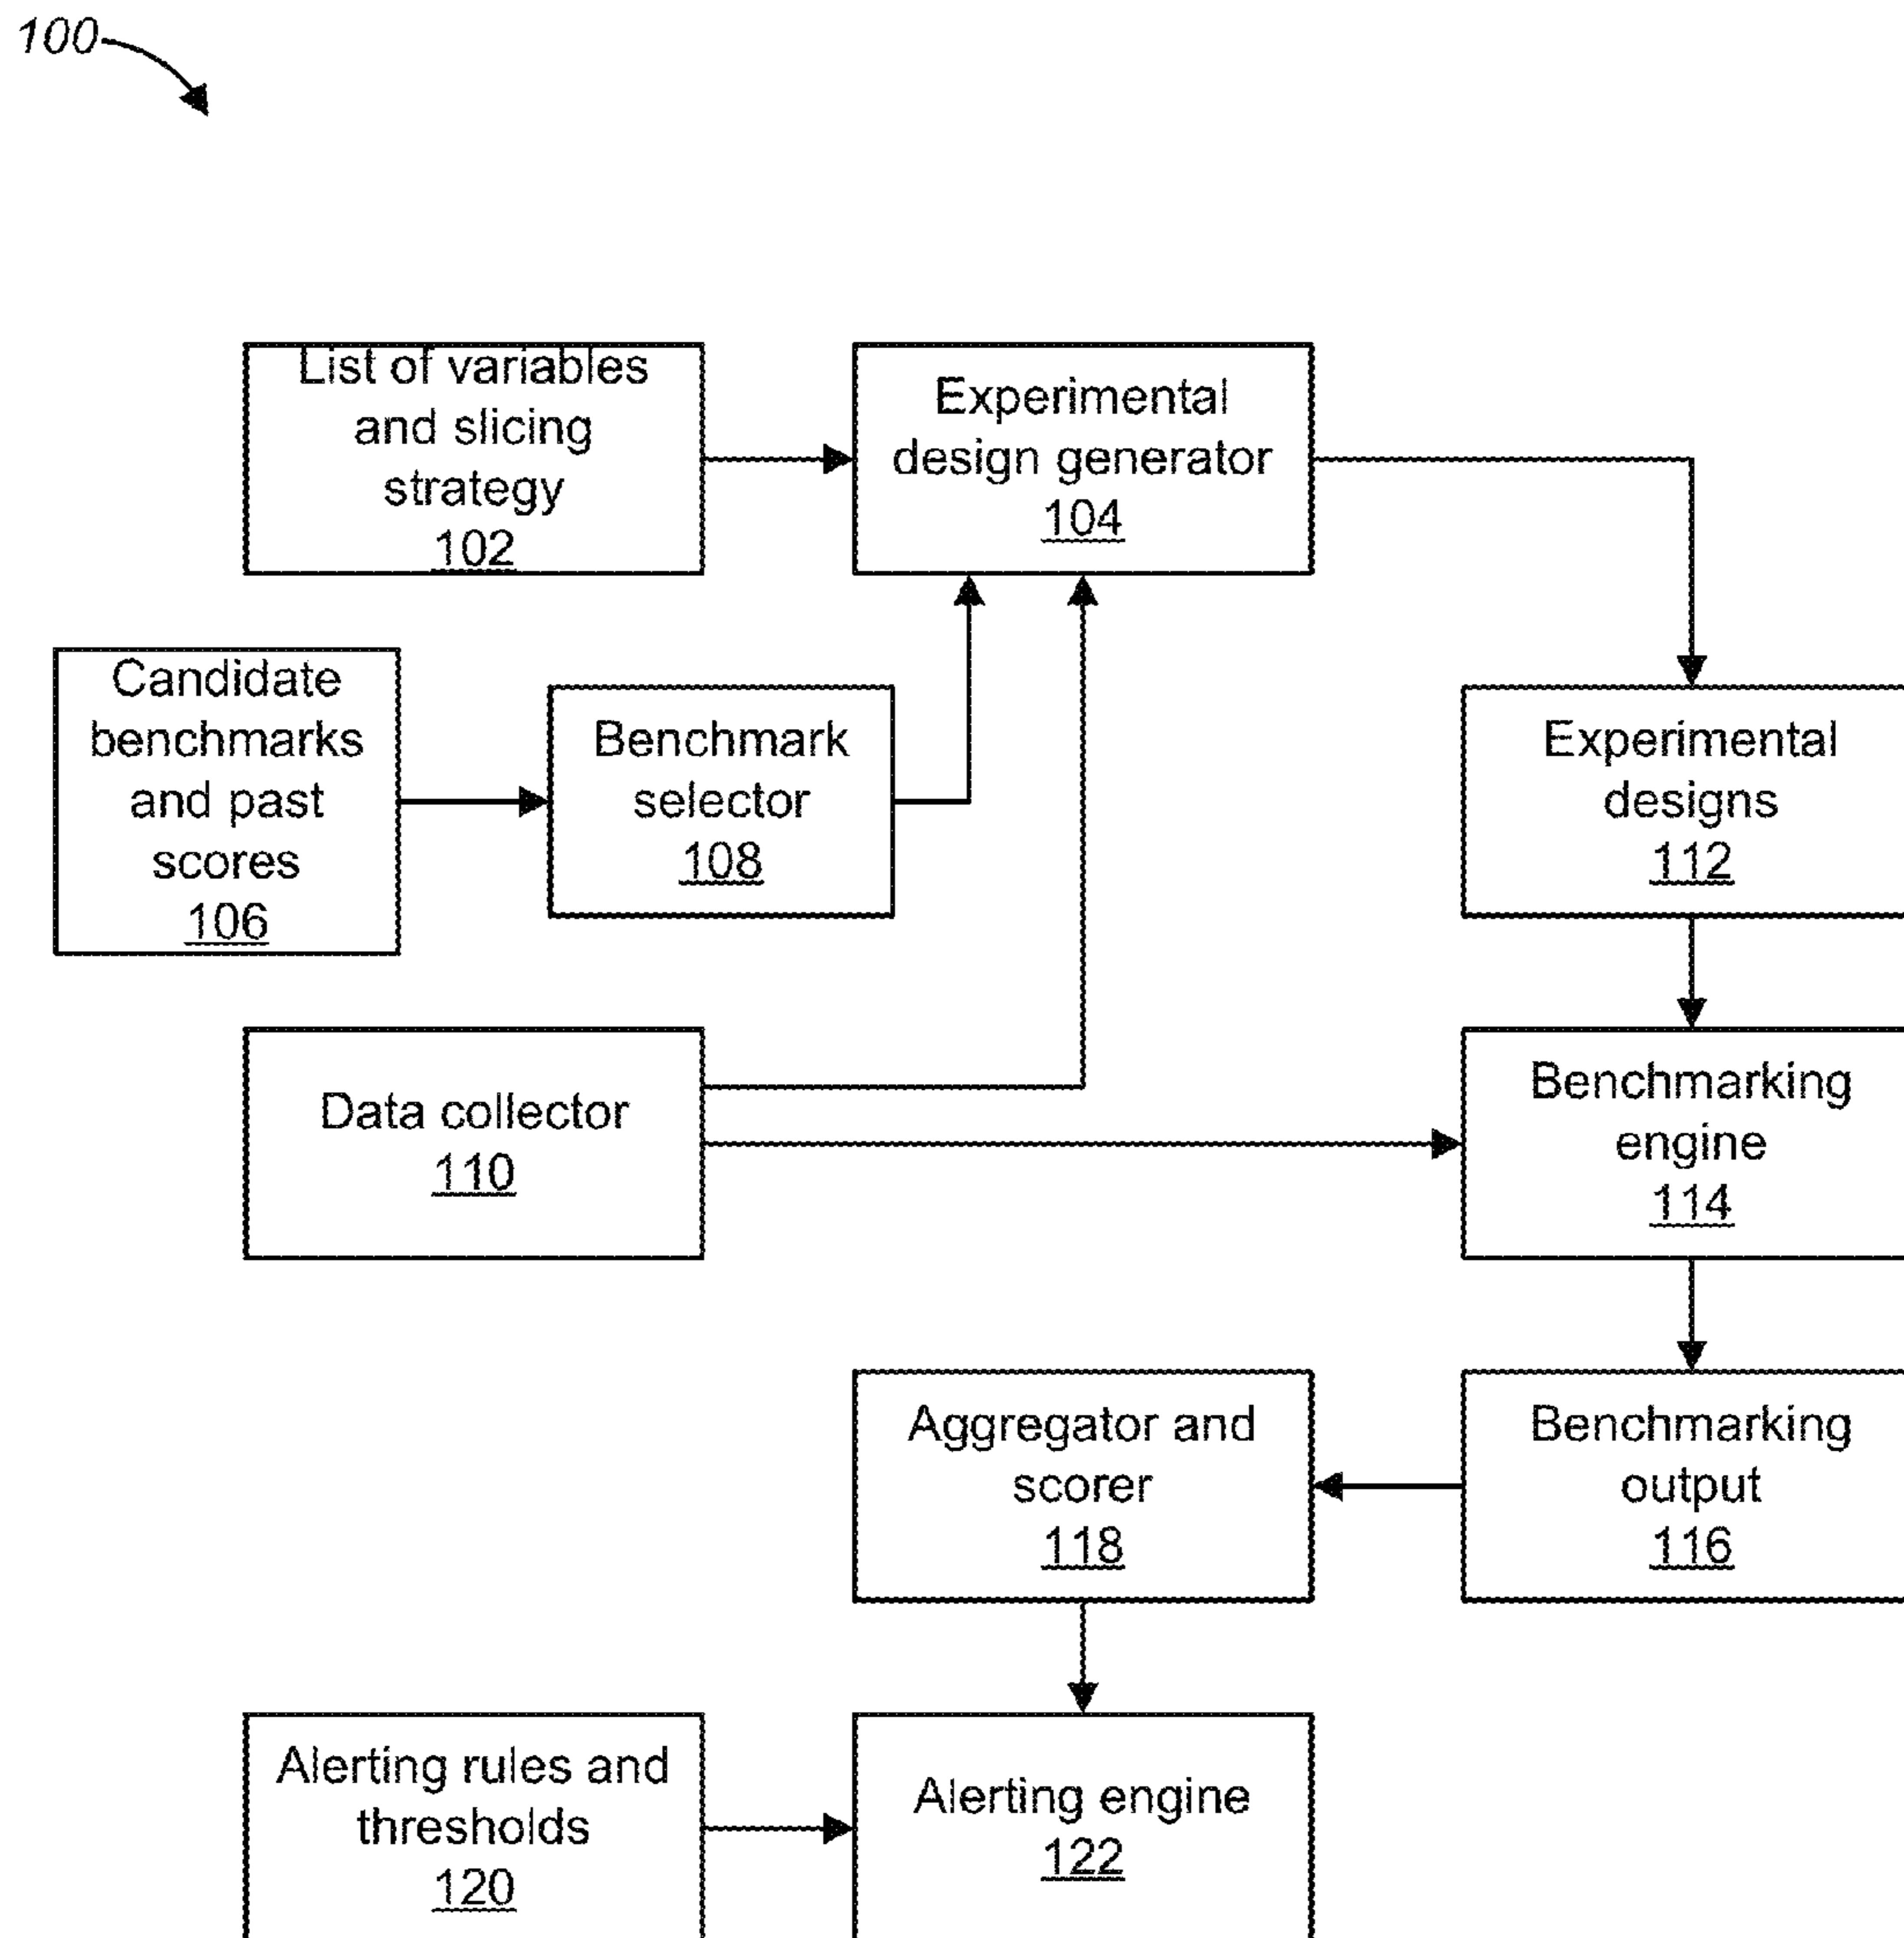 100
List of variables
and slicing
strategy
102
Experimental
design generator
104
Candidate
benchmarks
and past
scores
106
Benchmark
selector
108
Experimental
designs
112
Data collector
110
Benchmarking
engine
114
Aggregator and
scorer
118
Benchmarking
output
116
Alerting rules and
thresholds
120
Alerting engine
122